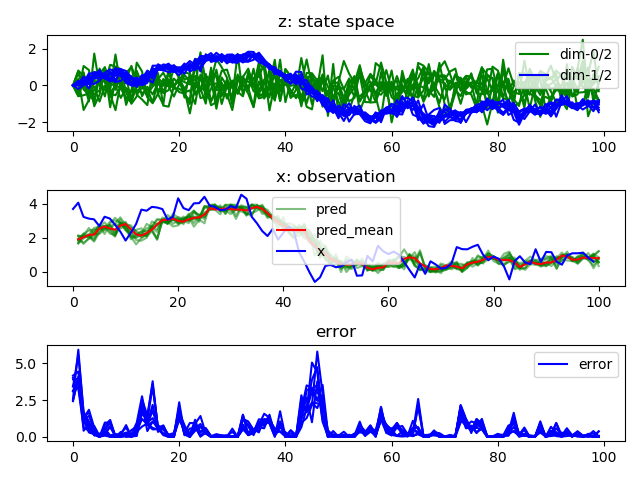 z: state space
2
0
−2
dim-0/2
dim-1/2
0 20 40 60 80 100
x: observation
4
2
0
pred
pred_mean
x
0 20 40 60 80 100
error
5.0
2.5
0.0
error
0 20 40 60 80 100